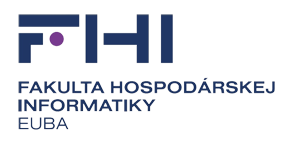 FHI
FAKULTA HOSPODÁRSKEJ
INFORMATIKY
EUBA